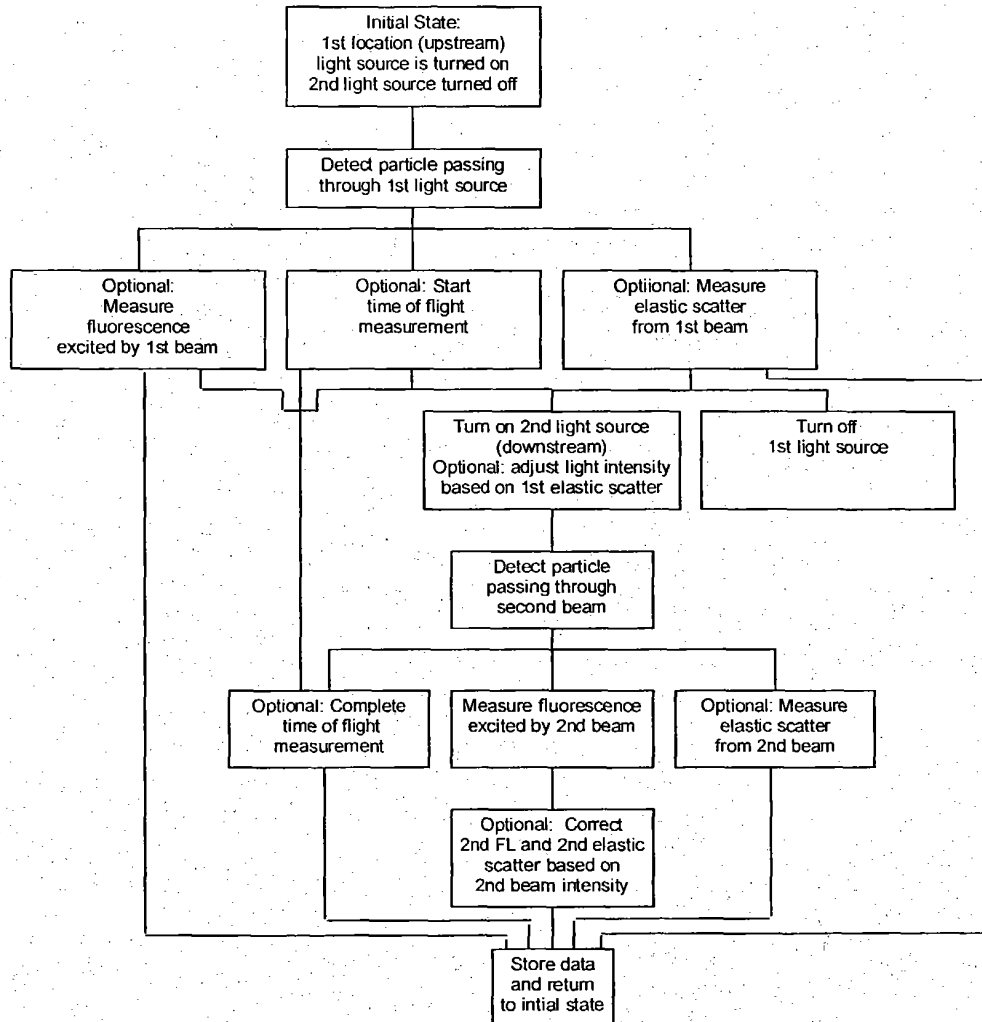 Initial State:
1st location (upstream)
light source is turned on
2nd light source turned off
Detect particle passing
through 1st light source
Optional:
Measure
fluorescence
excited by 1st beam
Optional: Start
time of flight
measurement
Optiional: Measure
elastic scatter
from 1st beam
Turn on 2nd light source
(downstream)
Optional: adjust light intensity
based on 1st elastic scatter
Turn off
1st light source
Detect particle
passing through
second beam
Optional: Complete
time of flight
measurement
Measure fluorescence
excited by 2nd beam
Optional: Measure
elastic scatter
from 2nd beam
Optional: Correct
2nd FL and 2nd elastic
scatter based on
2nd beam intensity
Store data
and return
to intial state